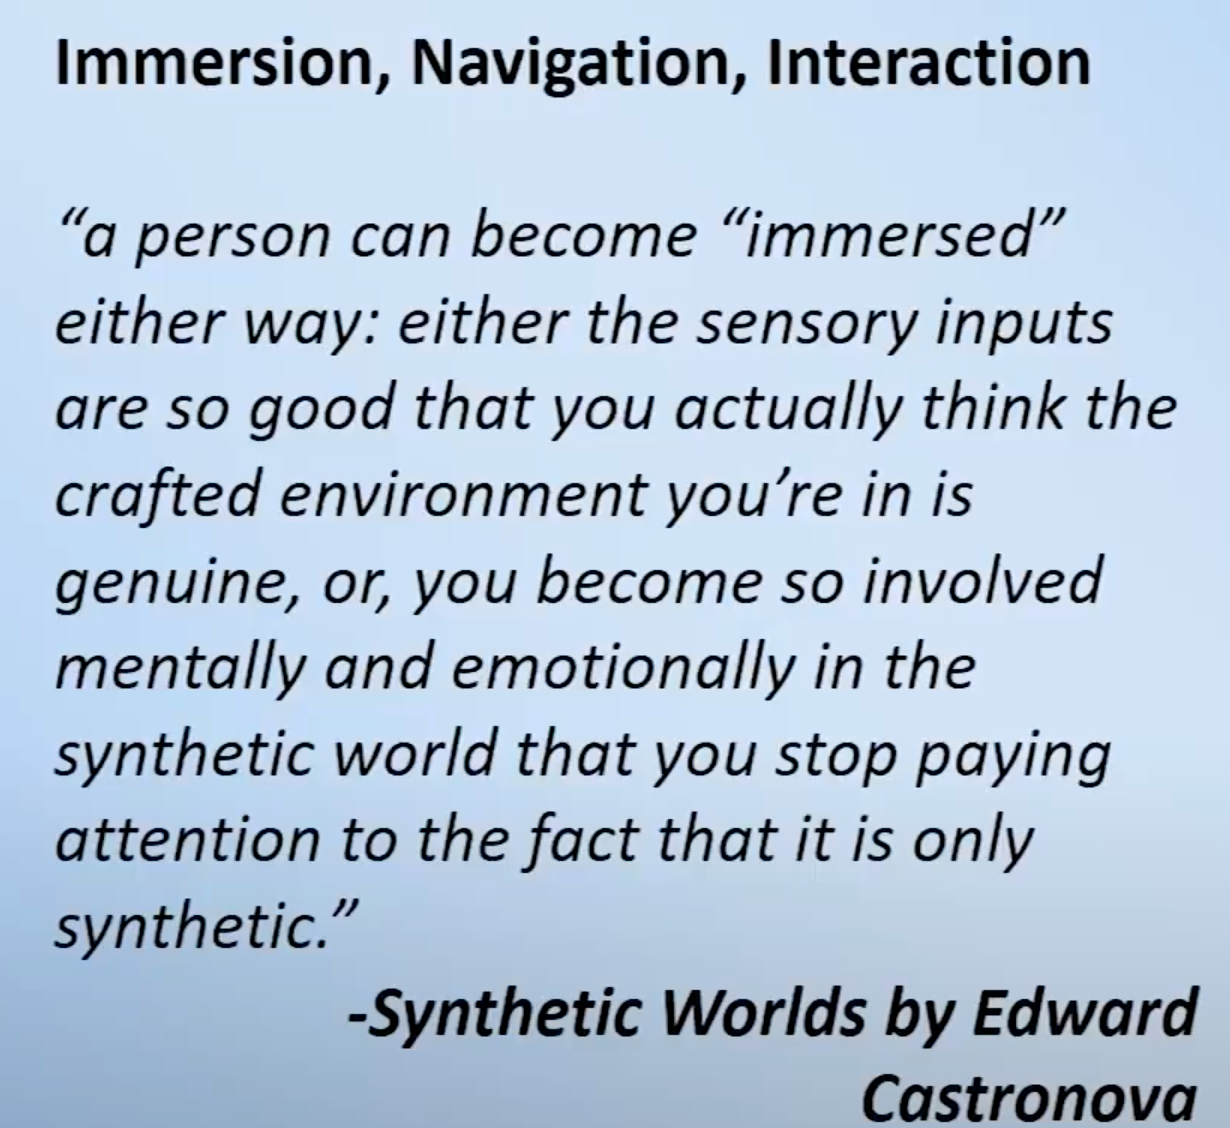 Immersion, Navigation, Interaction
“a person can become “immersed”
either way: either the sensory inputs
are so good that you actually think the
crafted environment you’re in is
genuine, or, you become so involved
mentally and emotionally in the
synthetic world that you stop paying
attention to the fact that it is only
synthetic.”
-Synthetic Worlds by Edward
Castronova